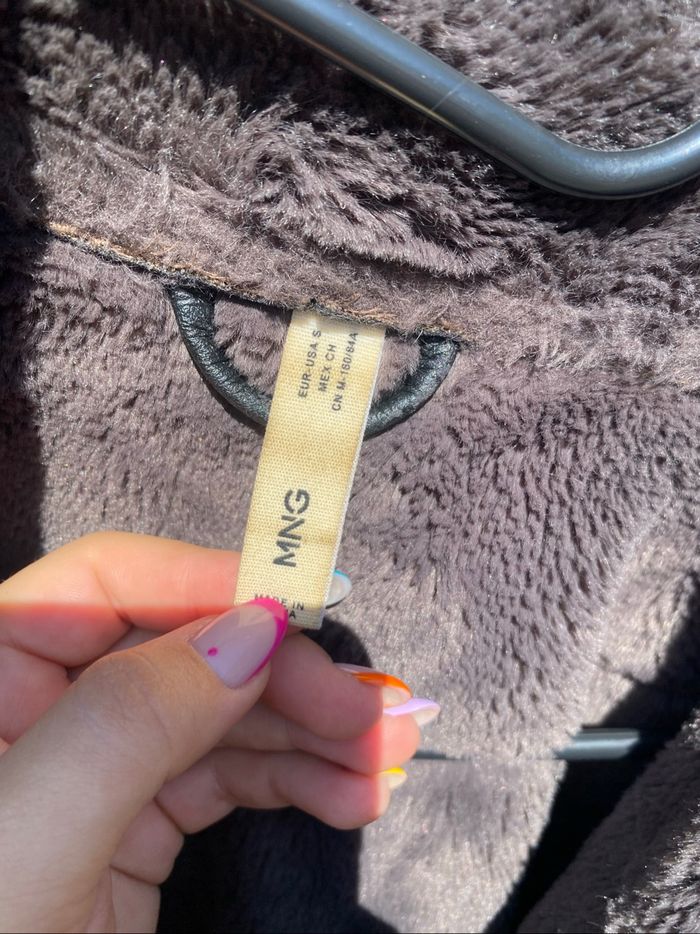 EUR-USA S
MEX CH
CN M-160/84A
MNG
MADE IN